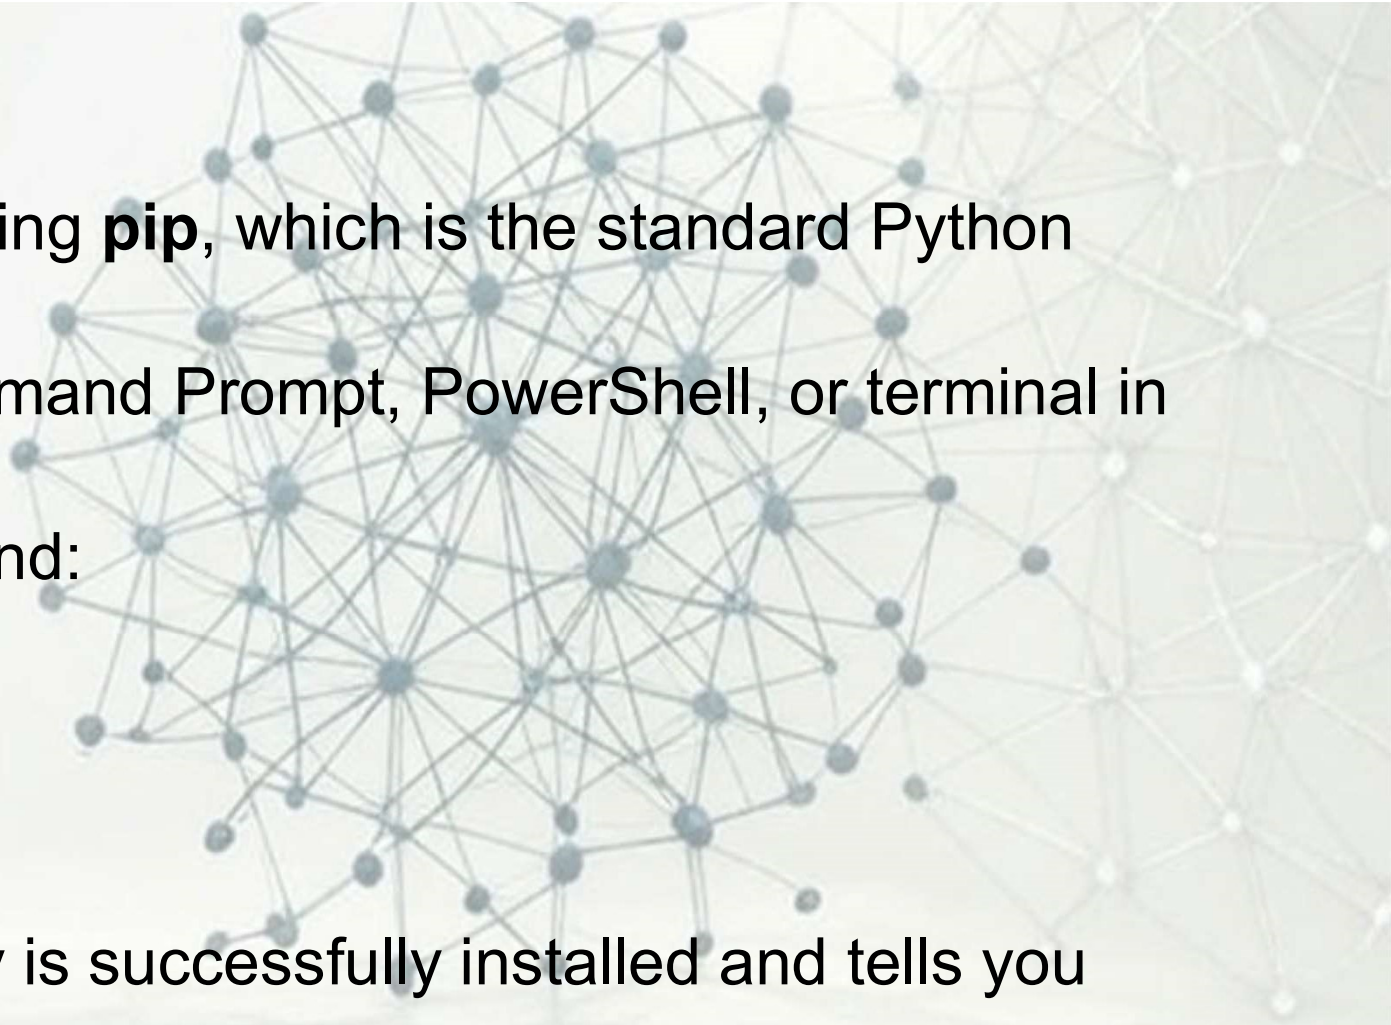 ing pip, which is the standard Python
mand Prompt, PowerShell, or terminal in
nd:
is successfully installed and tells you